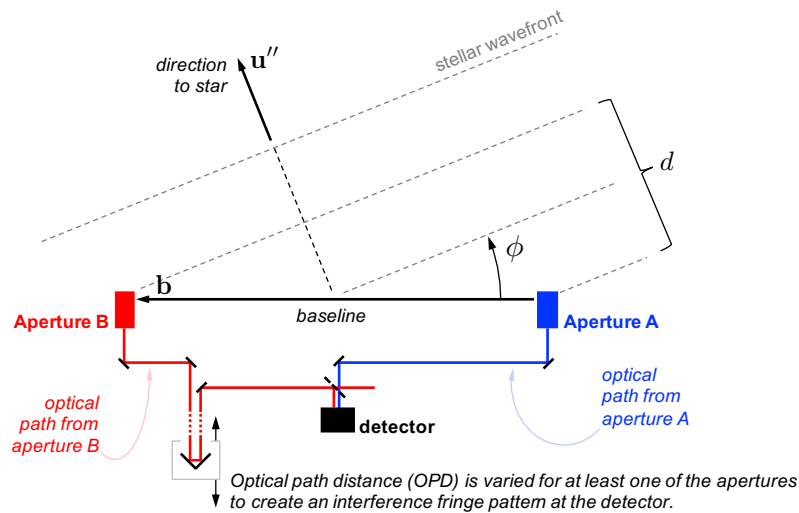 stellar wavefront
direction
to star
u″
d
ϕ
b
baseline
Aperture B
Aperture A
optical
path from
aperture B
optical
path from
aperture A
detector
Optical path distance (OPD) is varied for at least one of the apertures
to create an interference fringe pattern at the detector.